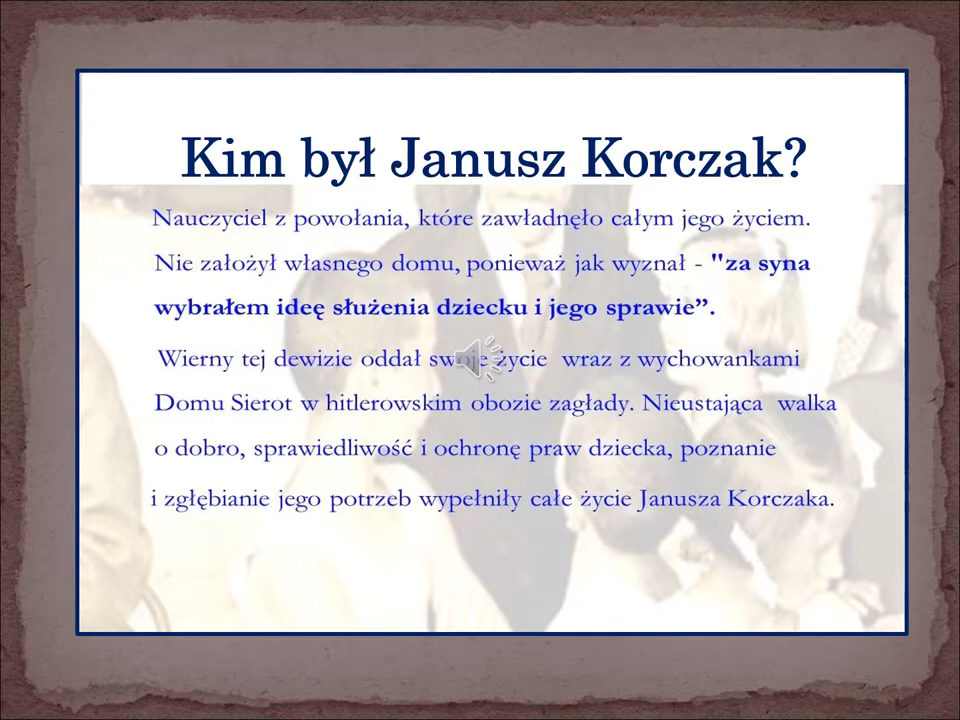 Kim był Janusz Korczak?
Nauczyciel z powołania, które zawładnęło całym jego życiem.
Nie założył własnego domu, ponieważ jak wyznał - "za syna
wybrałem ideę służenia dziecku i jego sprawie”.
Wierny tej dewizie oddał swoje życie wraz z wychowankami
Domu Sierot w hitlerowskim obozie zagłady. Nieustająca walka
o dobro, sprawiedliwość i ochronę praw dziecka, poznanie
i zgłębianie jego potrzeb wypełniły całe życie Janusza Korczaka.